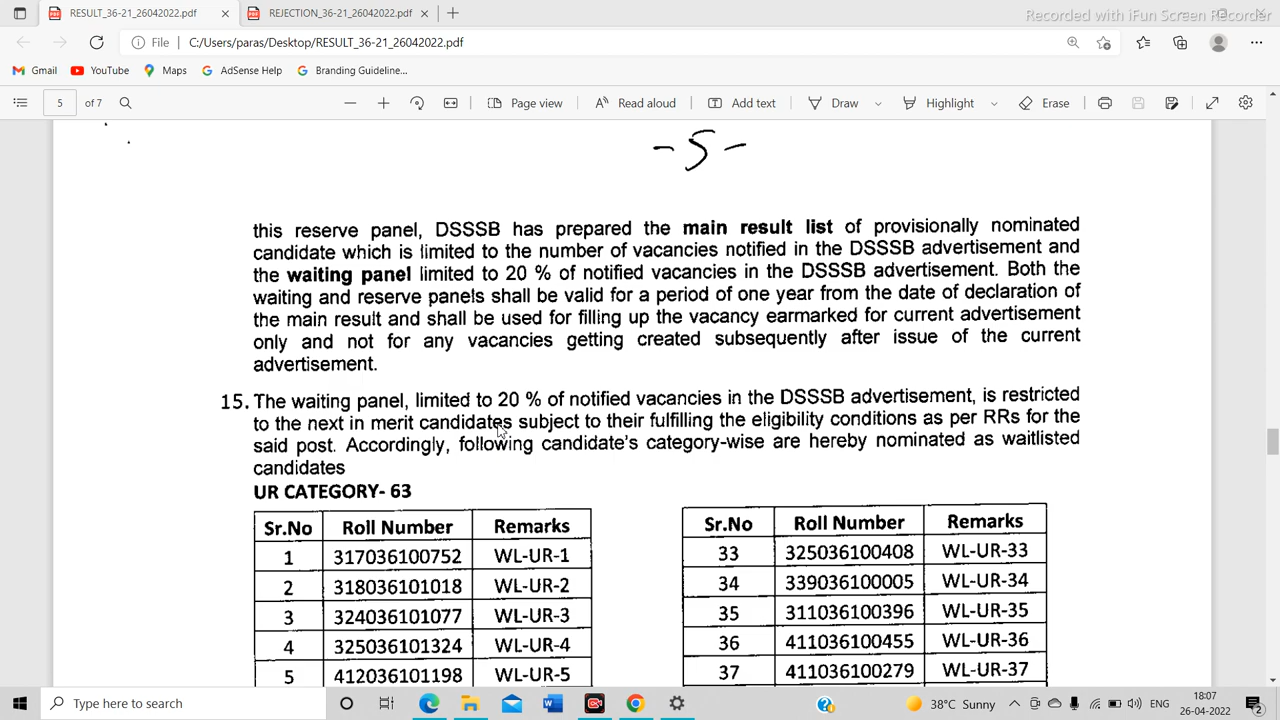 RESULT_36-21_26042022.pdf
REJECTION_36-21_26042022.pdf
Recorded with iFun Screen Recorder
File
C:/Users/paras/Desktop/RESULT_36-21_26042022.pdf
Gmail YouTube Maps AdSense Help Branding Guideline...
5 of 7 Page view Read aloud Add text Draw Highlight Erase
-5-
this reserve panel, DSSSB has prepared the main result list of provisionally nominated
candidate which is limited to the number of vacancies notified in the DSSSB advertisement and
the waiting panel limited to 20 % of notified vacancies in the DSSSB advertisement. Both the
waiting and reserve panels shall be valid for a period of one year from the date of declaration of
the main result and shall be used for filling up the vacancy earmarked for current advertisement
only and not for any vacancies getting created subsequently after issue of the current
advertisement.
15. The waiting panel, limited to 20 % of notified vacancies in the DSSSB advertisement, is restricted
to the next in merit candidates subject to their fulfilling the eligibility conditions as per RRs for the
said post. Accordingly, following candidate's category-wise are hereby nominated as waitlisted
candidates
UR CATEGORY- 63
Sr.No Roll Number Remarks
1 317036100752 WL-UR-1
2 318036101018 WL-UR-2
3 324036101077 WL-UR-3
4 325036101324 WL-UR-4
5 412036101198 WL-UR-5
Sr.No Roll Number Remarks
33 325036100408 WL-UR-33
34 339036100005 WL-UR-34
35 311036100396 WL-UR-35
36 411036100455 WL-UR-36
37 411036100279 WL-UR-37
Type here to search
38°C Sunny
18:07
26-04-2022
2